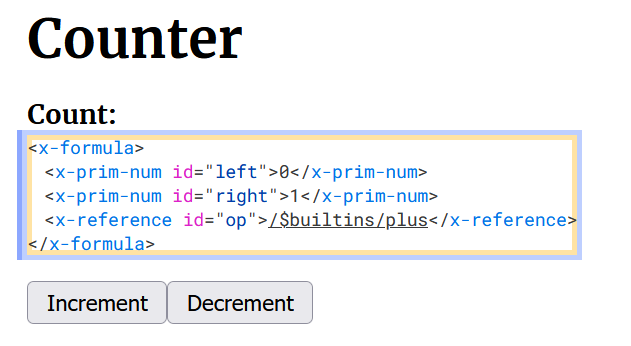 Counter
Count:
<x-formula>
<x-prim-num id="left">0</x-prim-num>
<x-prim-num id="right">1</x-prim-num>
<x-reference id="op">/$builtins/plus</x-reference>
</x-formula>
Increment Decrement